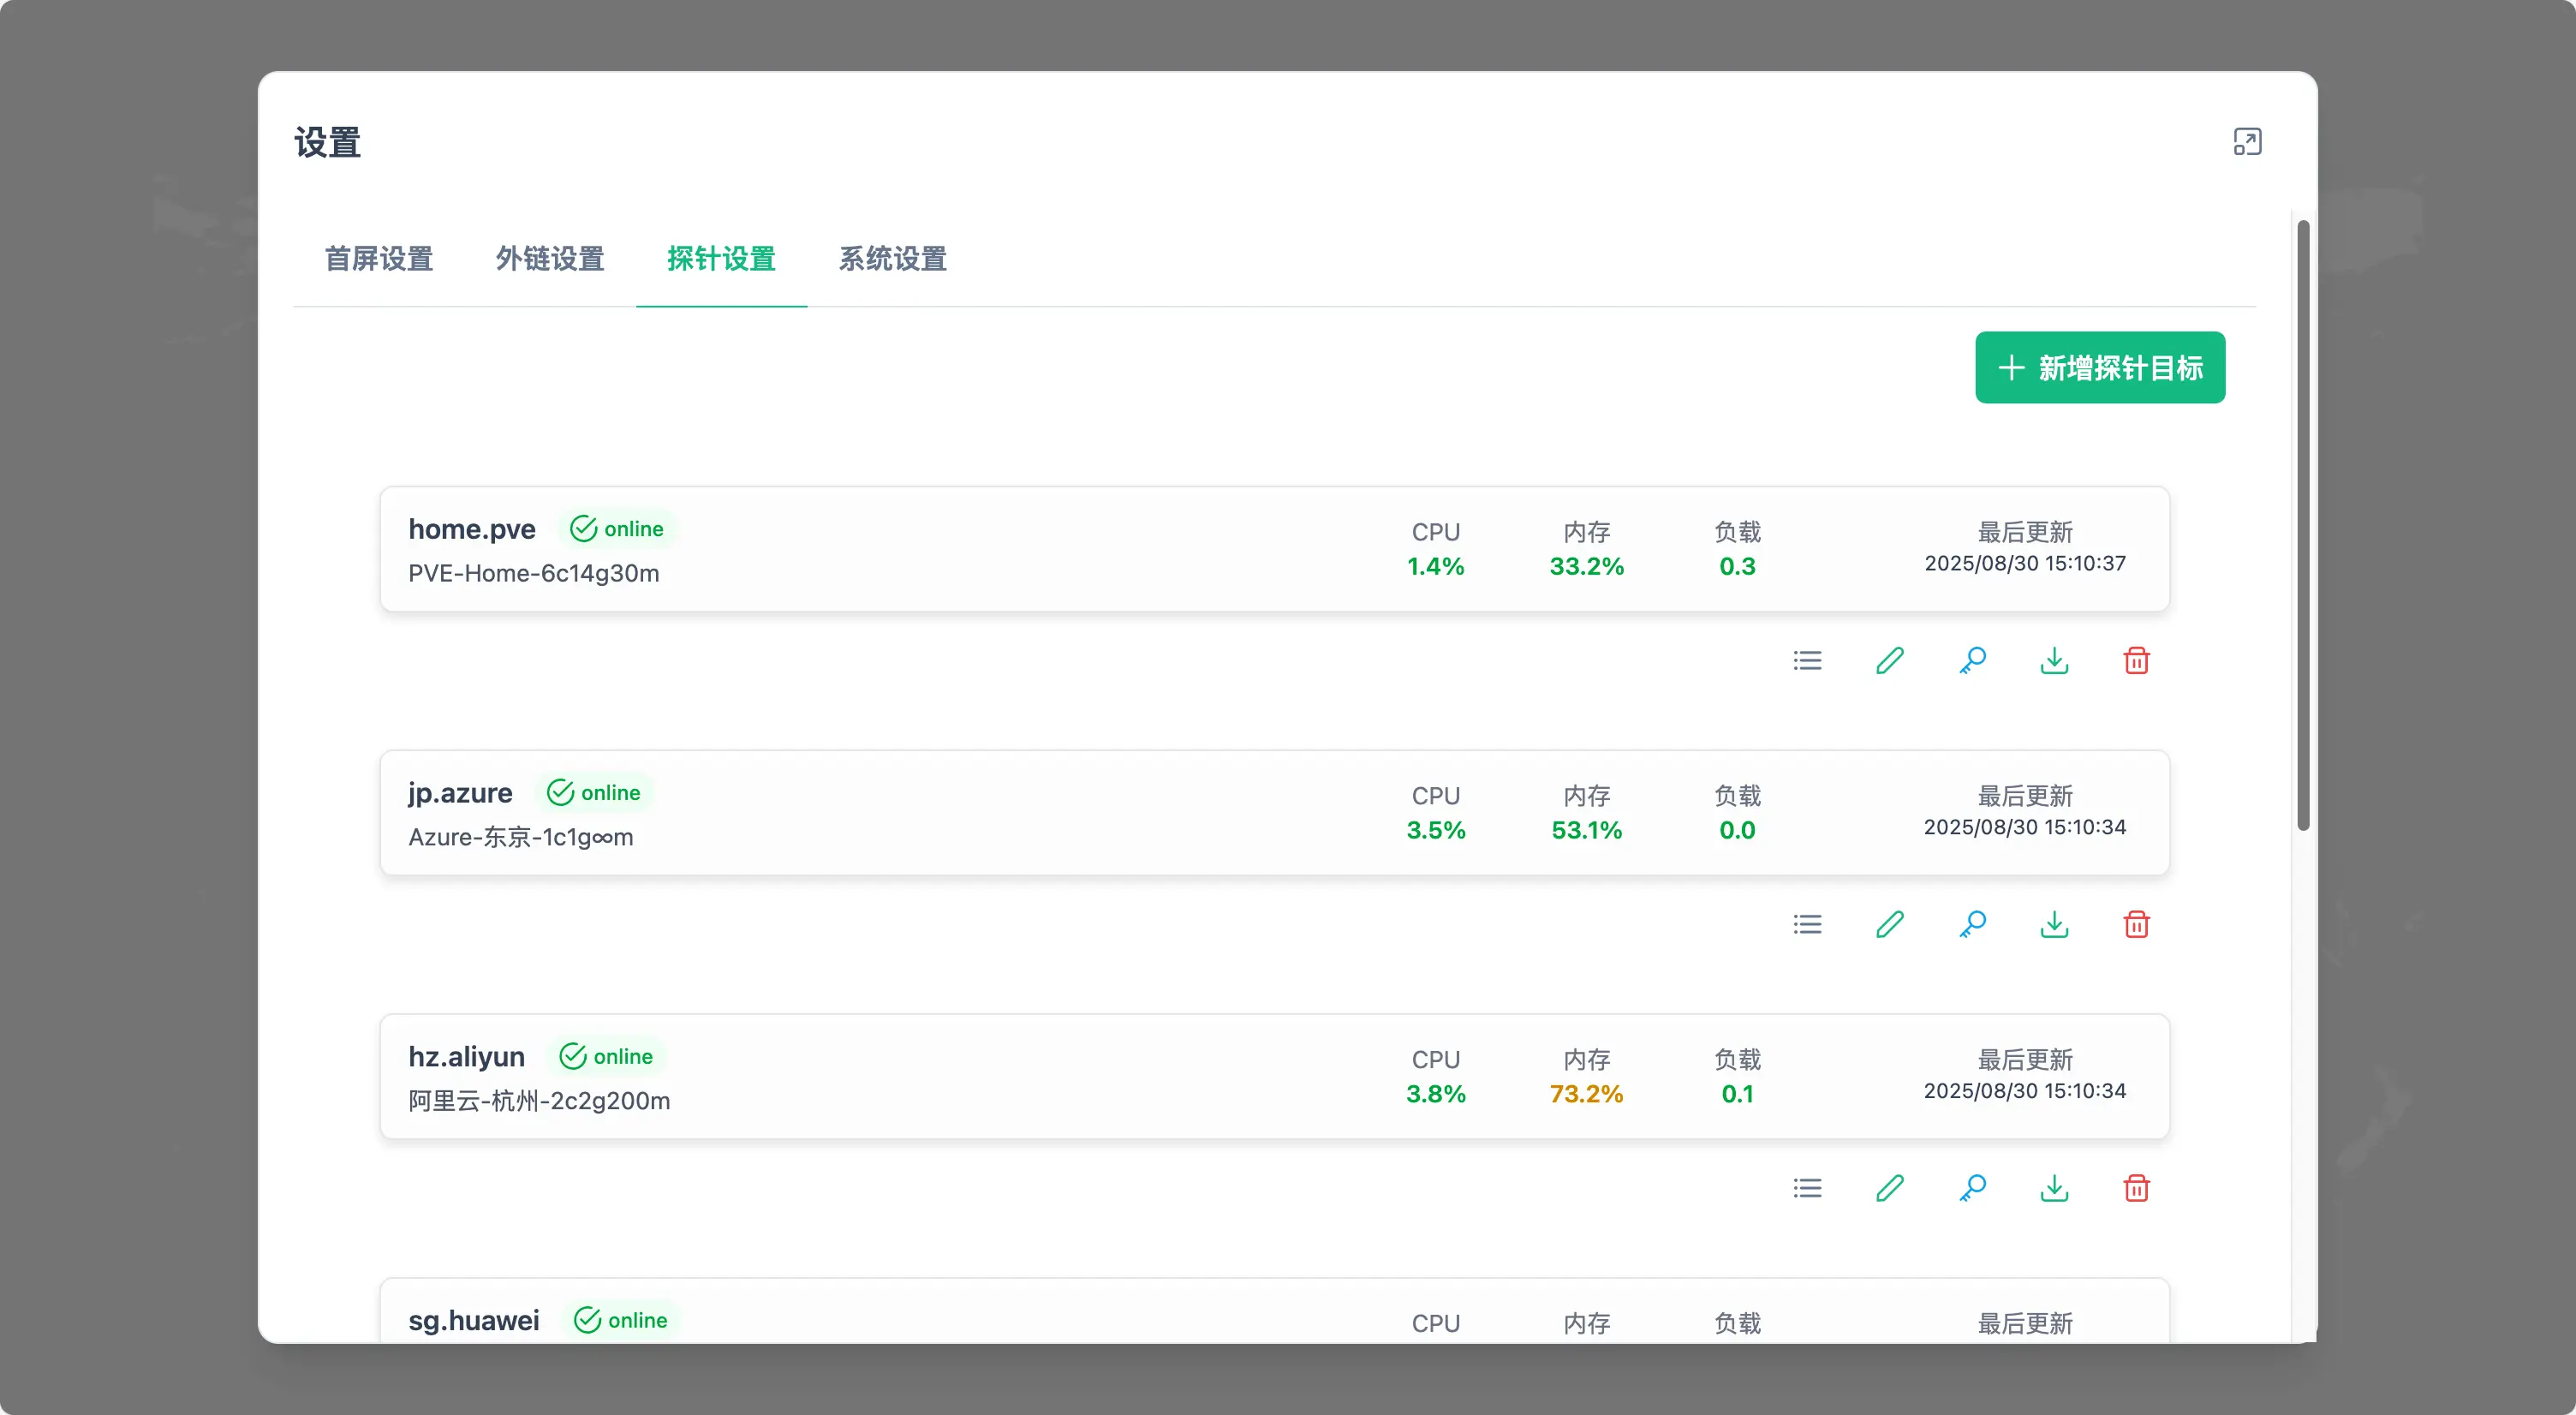 设置
首屏设置 外链设置 探针设置 系统设置
新增探针目标
home.pve online
PVE-Home-6c14g30m
CPU 内存 负载 最后更新
1.4% 33.2% 0.3 2025/08/30 15:10:37
jp.azure online
Azure-东京-1c1g∞m
CPU 内存 负载 最后更新
3.5% 53.1% 0.0 2025/08/30 15:10:34
hz.aliyun online
阿里云-杭州-2c2g200m
CPU 内存 负载 最后更新
3.8% 73.2% 0.1 2025/08/30 15:10:34
sg.huawei online
CPU 内存 负载 最后更新